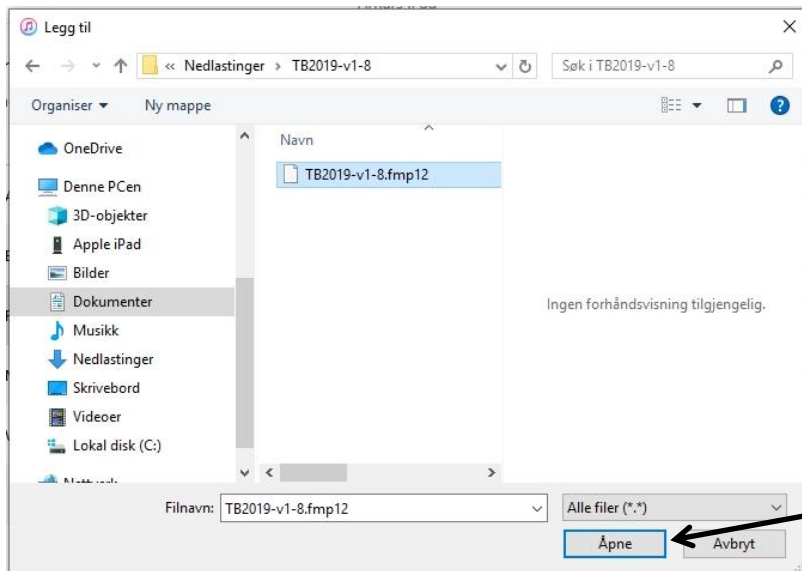 Legg til
« Nedlastinger > TB2019-v1-8
Søk i TB2019-v1-8
Organiser
Ny mappe
OneDrive
Denne PCen
3D-objekter
Apple iPad
Bilder
Dokumenter
Musikk
Nedlastinger
Skrivebord
Videoer
Lokal disk (C:)
Navn
TB2019-v1-8.fmp12
Ingen forhåndsvisning tilgjengelig.
Filnavn: TB2019-v1-8.fmp12
Alle filer (*.*)
Åpne
Avbryt